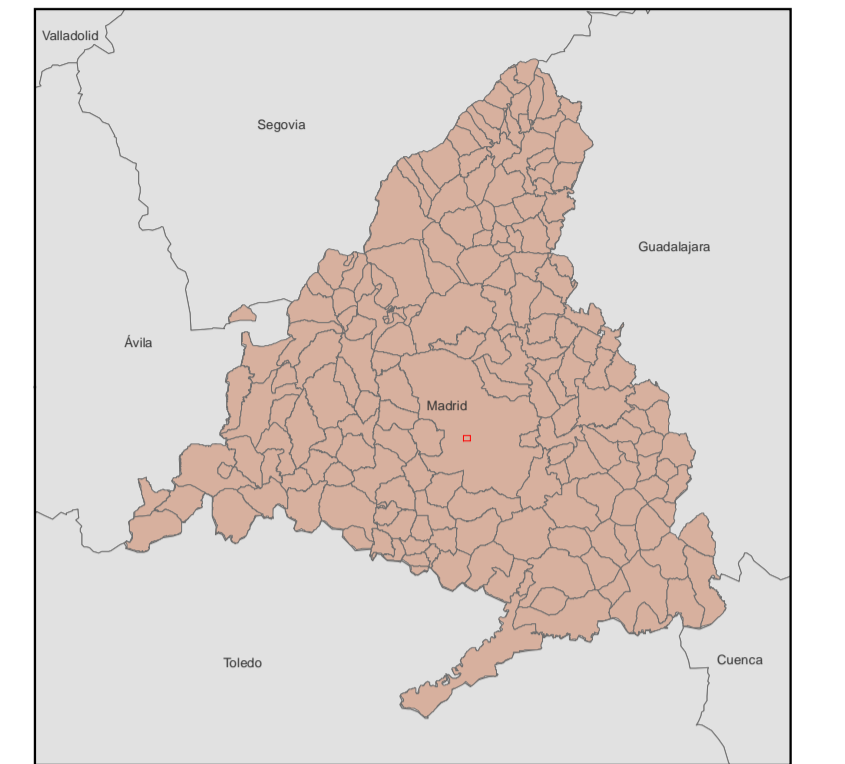 Valladolid
Segovia
Guadalajara
Ávila
Madrid
Toledo
Cuenca